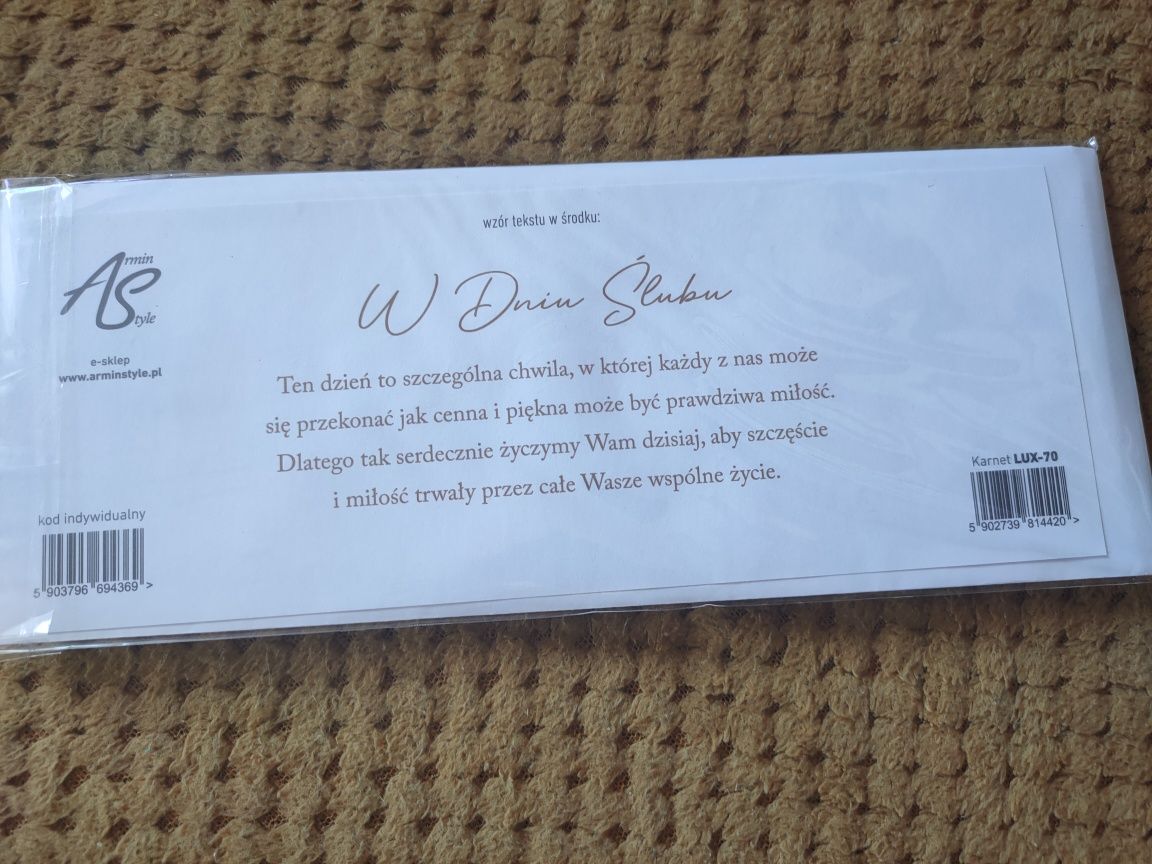 wzór tekstu w środku:
Armin
Style
e-sklep
www.arminstyle.pl
W Dniu Ślubu
Ten dzień to szczególna chwila, w której każdy z nas może
się przekonać jak cenna i piękna może być prawdziwa miłość.
Dlatego tak serdecznie życzymy Wam dzisiaj, aby szczęście
i miłość trwały przez całe Wasze wspólne życie.
Karnet LUX-70
5 902739 814420 >
kod indywidualny
5 903796 694369 >